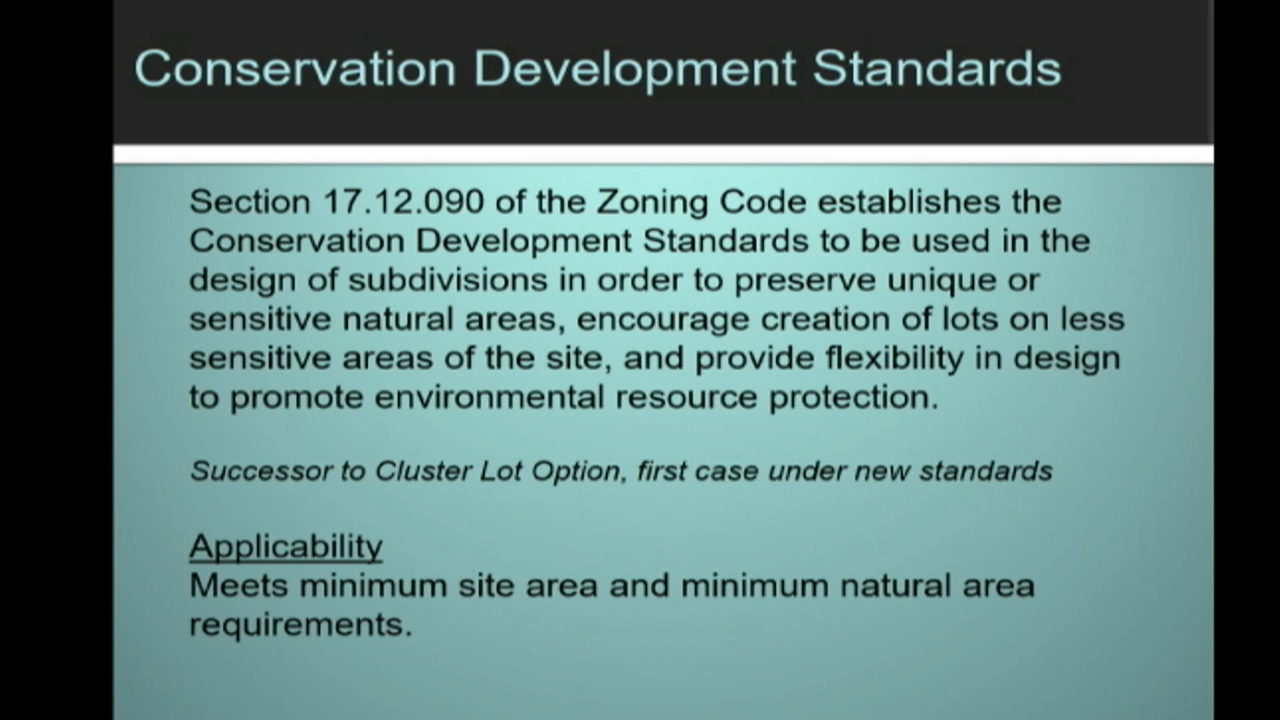 Conservation Development Standards
Section 17.12.090 of the Zoning Code establishes the
Conservation Development Standards to be used in the
design of subdivisions in order to preserve unique or
sensitive natural areas, encourage creation of lots on less
sensitive areas of the site, and provide flexibility in design
to promote environmental resource protection.
Successor to Cluster Lot Option, first case under new standards
Applicability
Meets minimum site area and minimum natural area
requirements.